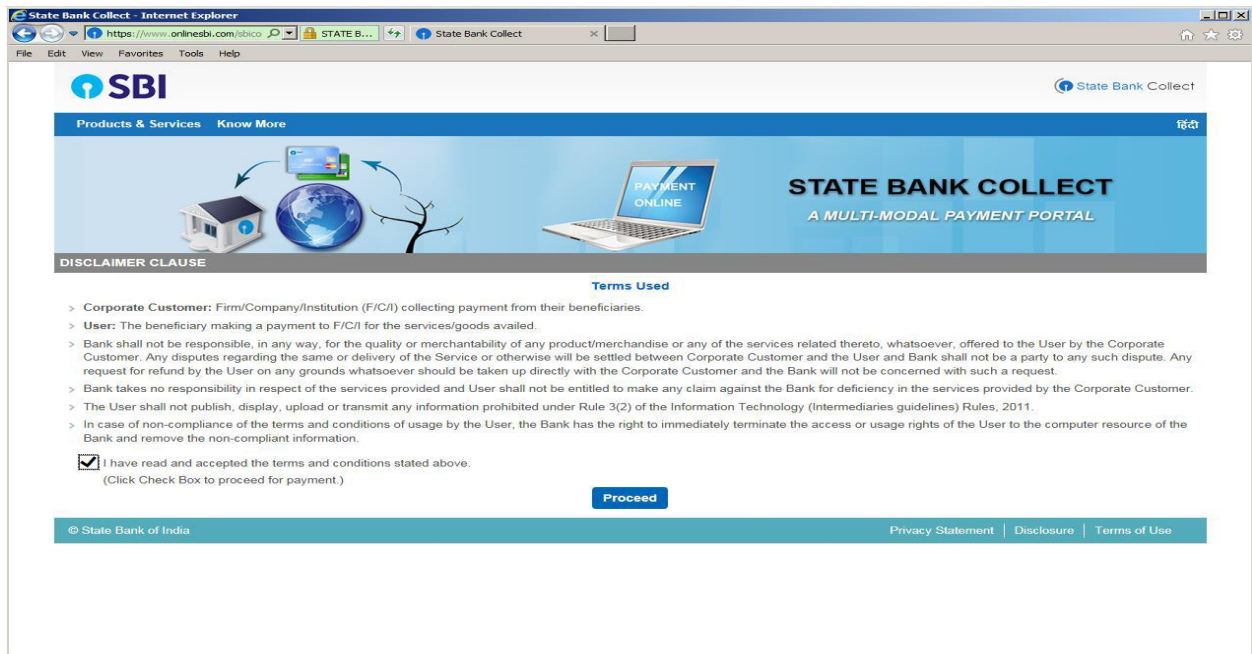 State Bank Collect - Internet Explorer
https://www.onlinesbi.com/sbico STATE B... State Bank Collect
File Edit View Favorites Tools Help
SBI
State Bank Collect
Products & Services Know More हिंदी
PAYMENT
ONLINE
STATE BANK COLLECT
A MULTI-MODAL PAYMENT PORTAL
DISCLAIMER CLAUSE
Terms Used
> Corporate Customer: Firm/Company/Institution (F/C/I) collecting payment from their beneficiaries.
> User: The beneficiary making a payment to F/C/I for the services/goods availed.
> Bank shall not be responsible, in any way, for the quality or merchantability of any product/merchandise or any of the services related thereto, whatsoever, offered to the User by the Corporate
Customer. Any disputes regarding the same or delivery of the Service or otherwise will be settled between Corporate Customer and the User and Bank shall not be a party to any such dispute. Any
request for refund by the User on any grounds whatsoever should be taken up directly with the Corporate Customer and the Bank will not be concerned with such a request.
> Bank takes no responsibility in respect of the services provided and User shall not be entitled to make any claim against the Bank for deficiency in the services provided by the Corporate Customer.
> The User shall not publish, display, upload or transmit any information prohibited under Rule 3(2) of the Information Technology (Intermediaries guidelines) Rules, 2011.
> In case of non-compliance of the terms and conditions of usage by the User, the Bank has the right to immediately terminate the access or usage rights of the User to the computer resource of the
Bank and remove the non-compliant information.
I have read and accepted the terms and conditions stated above.
(Click Check Box to proceed for payment.)
Proceed
© State Bank of India Privacy Statement | Disclosure | Terms of Use